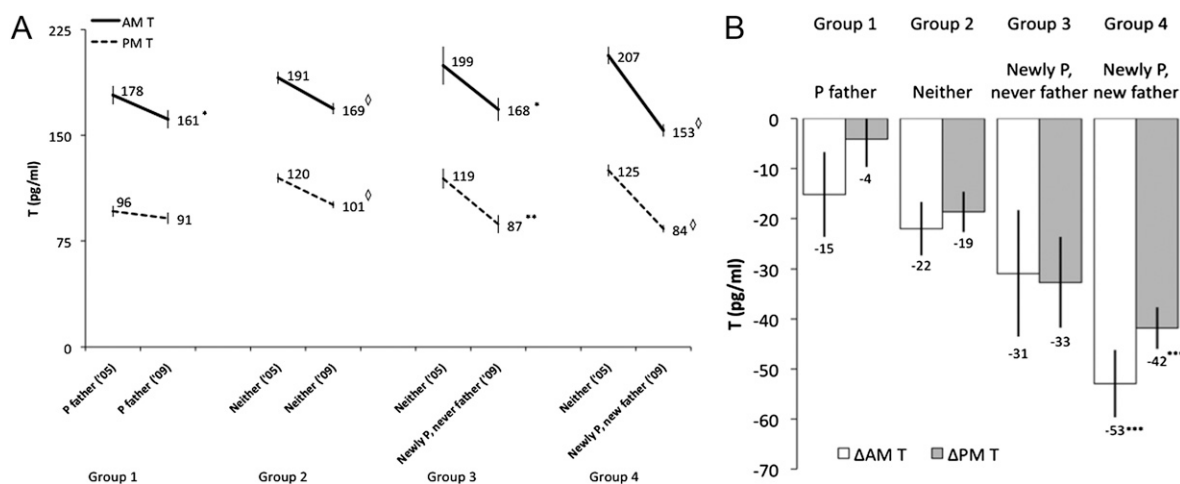 A
225
150
75
0
T (pg/ml)
AM T
PM T
178
161 *
96
91
191
169 ◊
120
101 ◊
199
168 *
119
87 **
207
153 ◊
125
84 ◊
P father ('05)
P father ('09)
Neither ('05)
Neither ('09)
Neither ('05)
Newly P, never father ('09)
Neither ('05)
Newly P, new father ('09)
Group 1
Group 2
Group 3
Group 4
B
Group 1
Group 2
Group 3
Group 4
P father
Neither
Newly P,
never father
Newly P,
new father
0
-10
-20
-30
-40
-50
-60
-70
T (pg/ml)
-15
-4
-22
-19
-31
-33
-53***
-42***
ΔAM T
ΔPM T